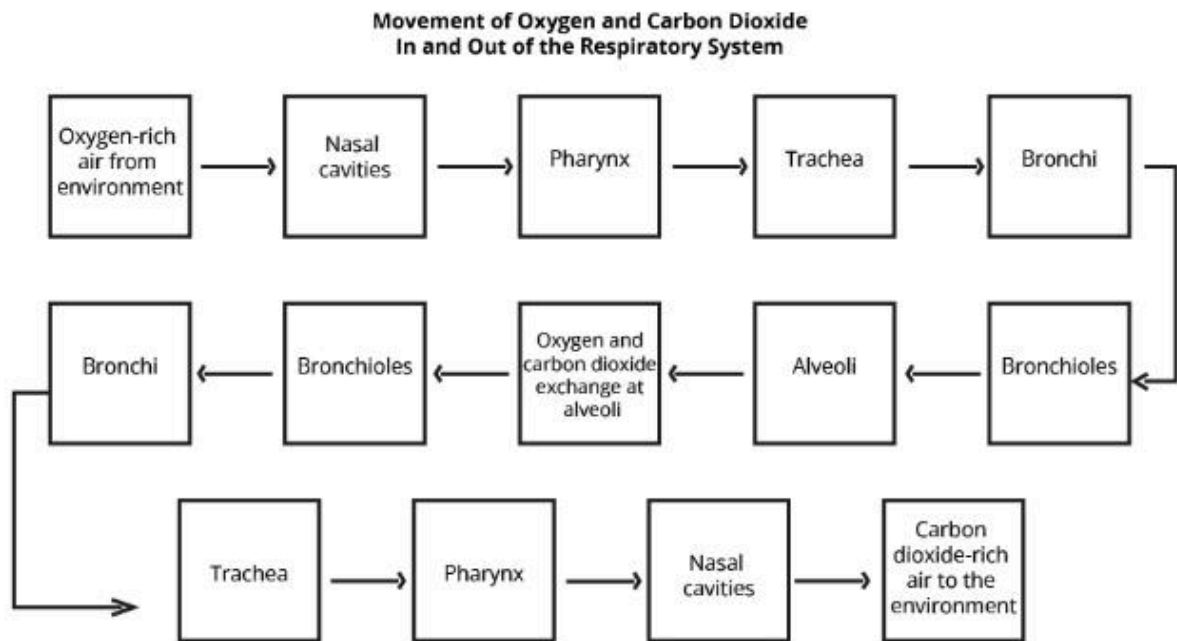 Movement of Oxygen and Carbon Dioxide
In and Out of the Respiratory System
Oxygen-rich
air from
environment
Nasal
cavities
Pharynx
Trachea
Bronchi
Bronchioles
Alveoli
Oxygen and
carbon dioxide
exchange at
alveoli
Bronchioles
Bronchi
Trachea
Pharynx
Nasal
cavities
Carbon
dioxide-rich
air to the
environment